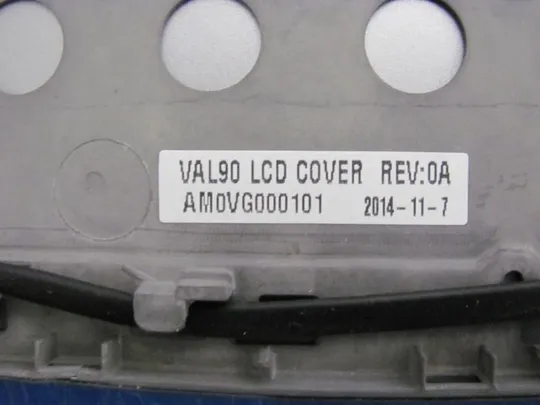 VAL90 LCD COVER REV:0A
AM0VG000101 2014-11-7